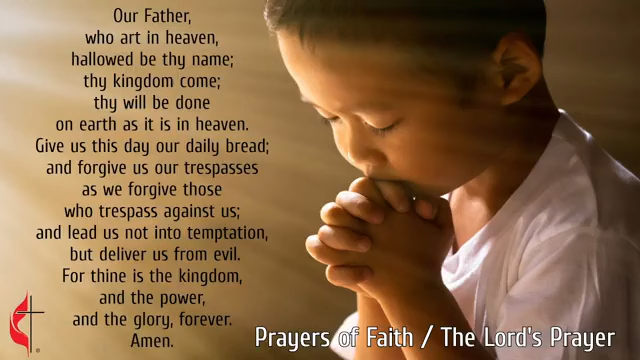 Our Father,
who art in heaven,
hallowed be thy name;
thy kingdom come;
thy will be done
on earth as it is in heaven.
Give us this day our daily bread;
and forgive us our trespasses
as we forgive those
who trespass against us;
and lead us not into temptation,
but deliver us from evil.
For thine is the kingdom,
and the power,
and the glory, forever.
Amen.
Prayers of Faith / The Lord's Prayer
®